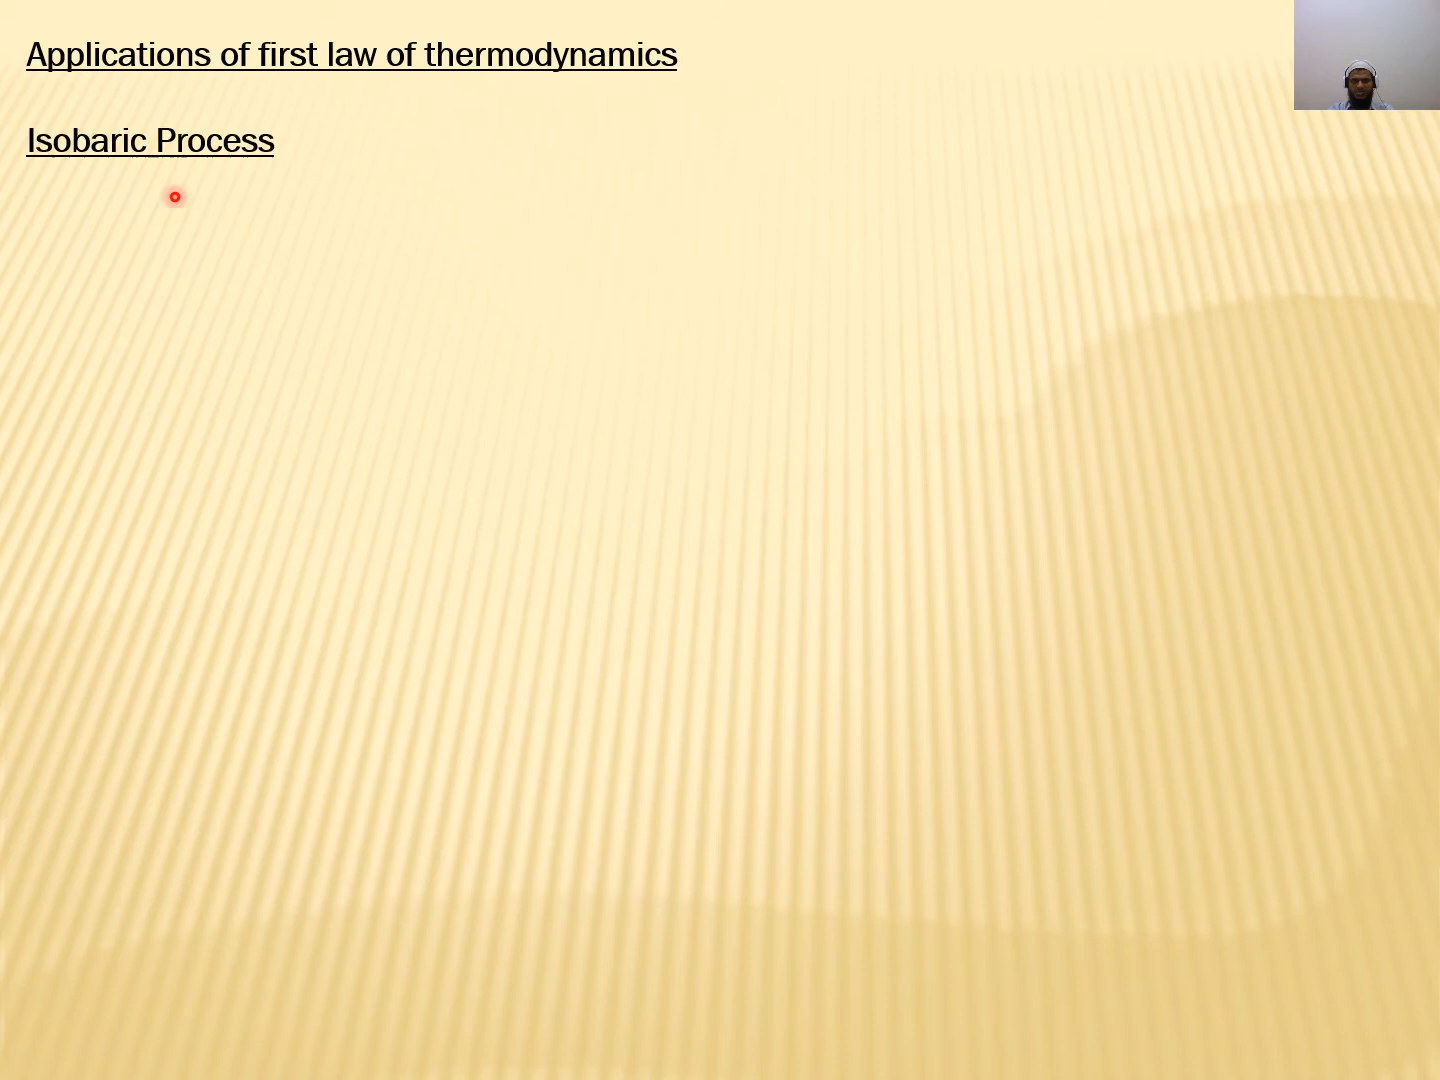 Applications of first law of thermodynamics
Isobaric Process